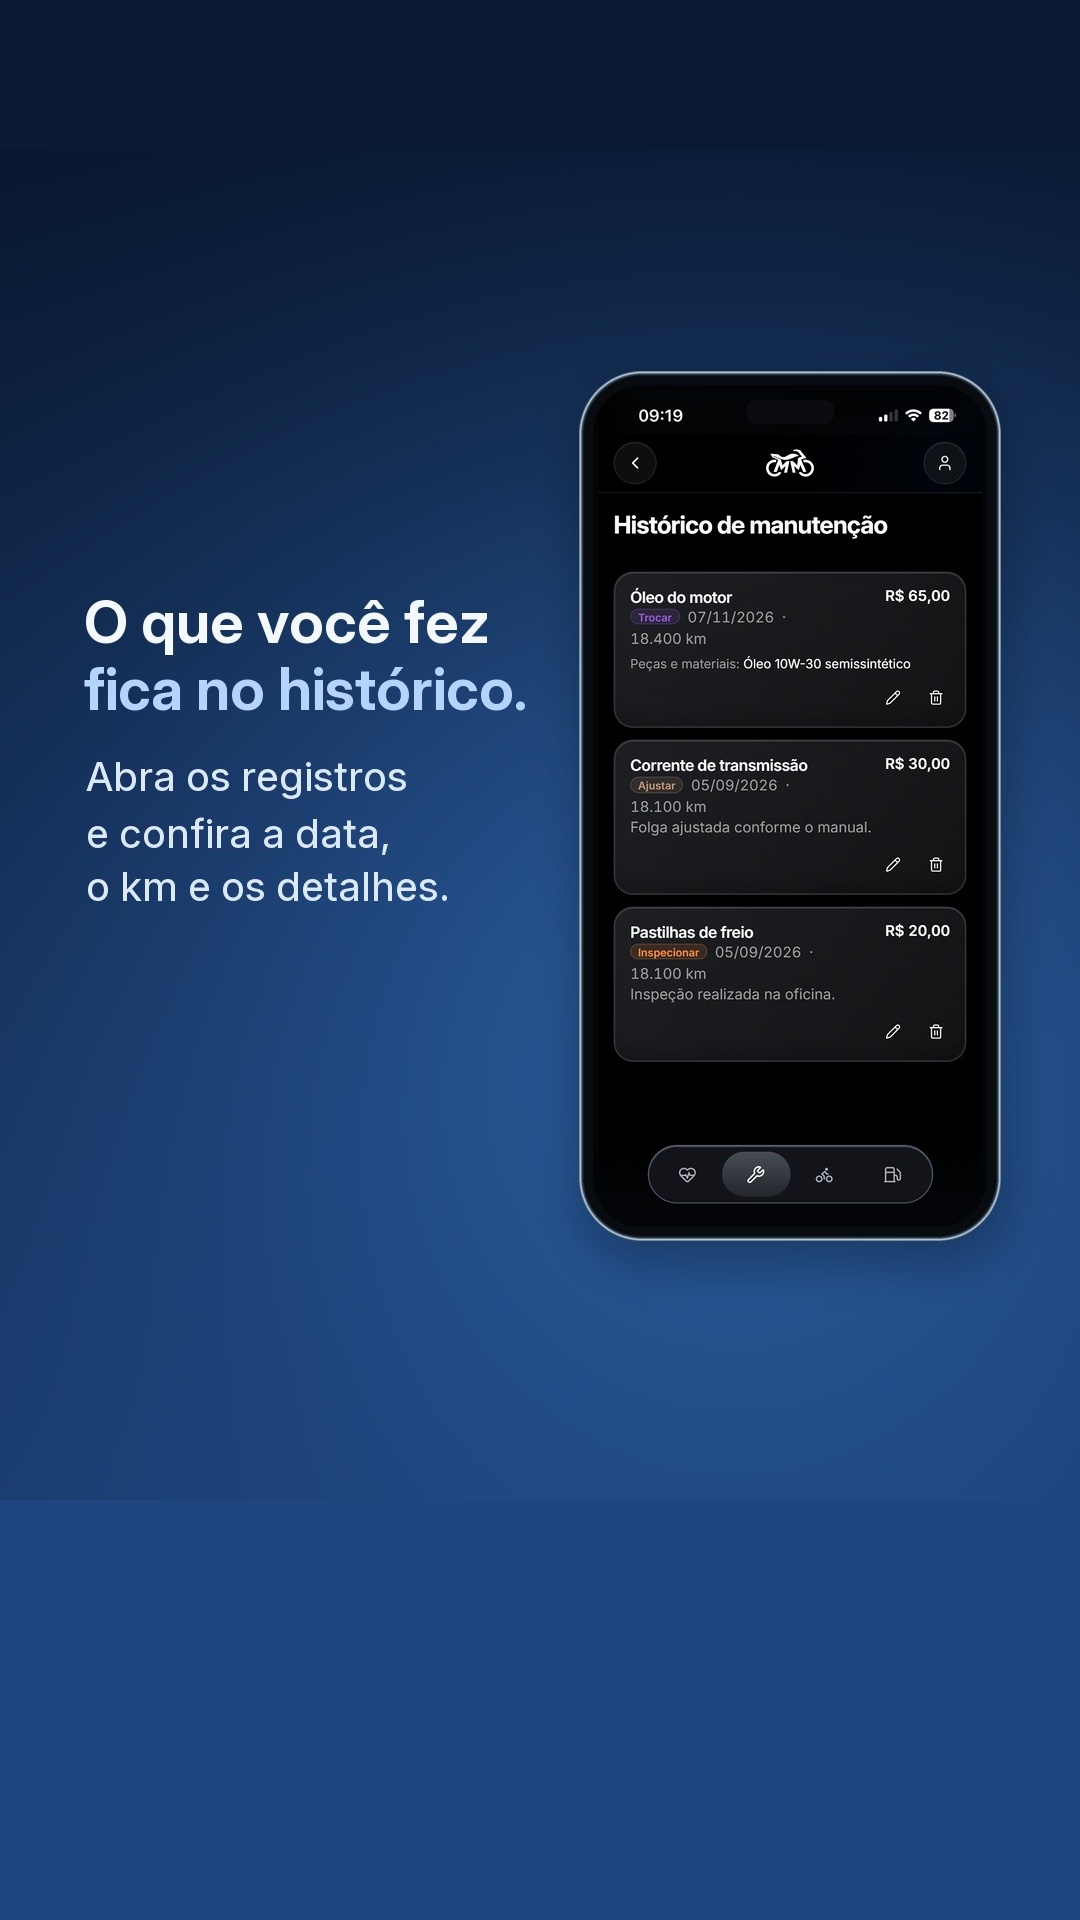 O que você fez
fica no histórico.
Abra os registros
e confira a data,
o km e os detalhes.
09:19
82
MM
Histórico de manutenção
Óleo do motor
R$ 65,00
Trocar 07/11/2026 ·
18.400 km
Peças e materiais: Óleo 10W-30 semissintético
Corrente de transmissão
R$ 30,00
Ajustar 05/09/2026 ·
18.100 km
Folga ajustada conforme o manual.
Pastilhas de freio
R$ 20,00
Inspecionar 05/09/2026 ·
18.100 km
Inspeção realizada na oficina.